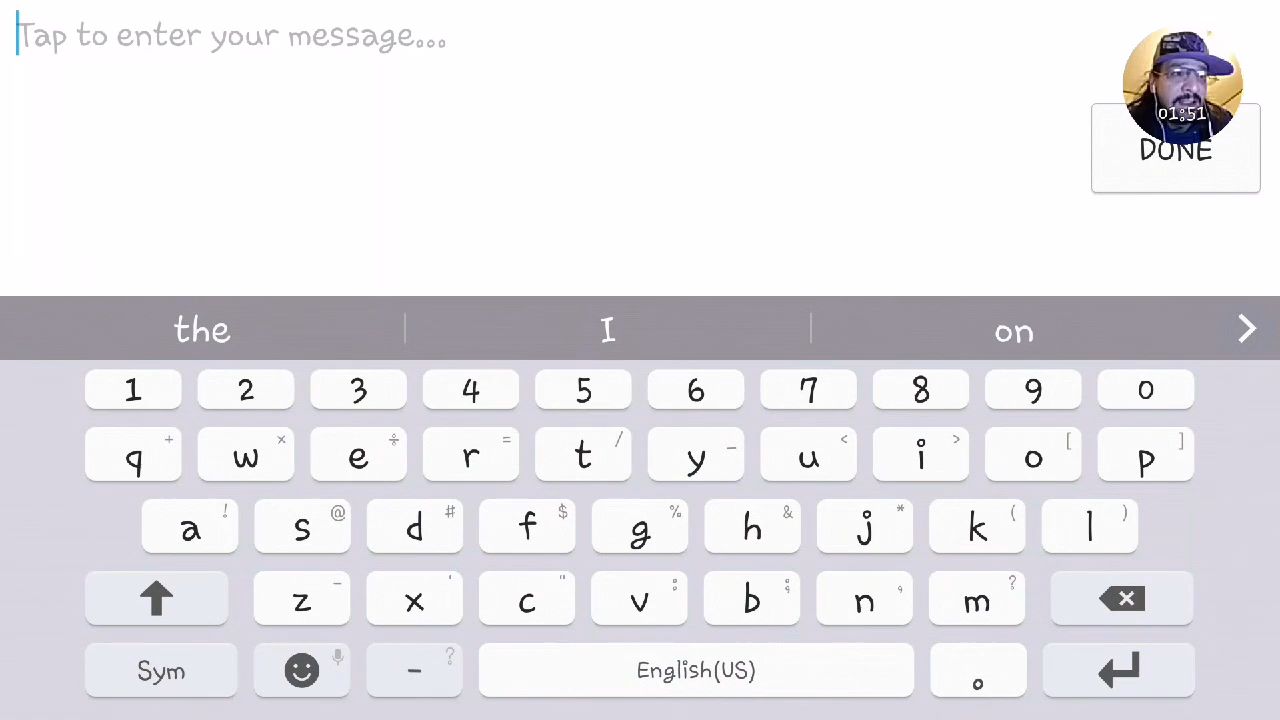 Tap to enter your message...
01:51
DONE
the I on
1 2 3 4 5 6 7 8 9 0
q + w × e ÷ r = t / y _ u < i > o [ p ]
a ! s @ d # f $ g % h & j * k ( l )
z - x ' c " v : b ; n , m ?
Sym - ? English(US) .